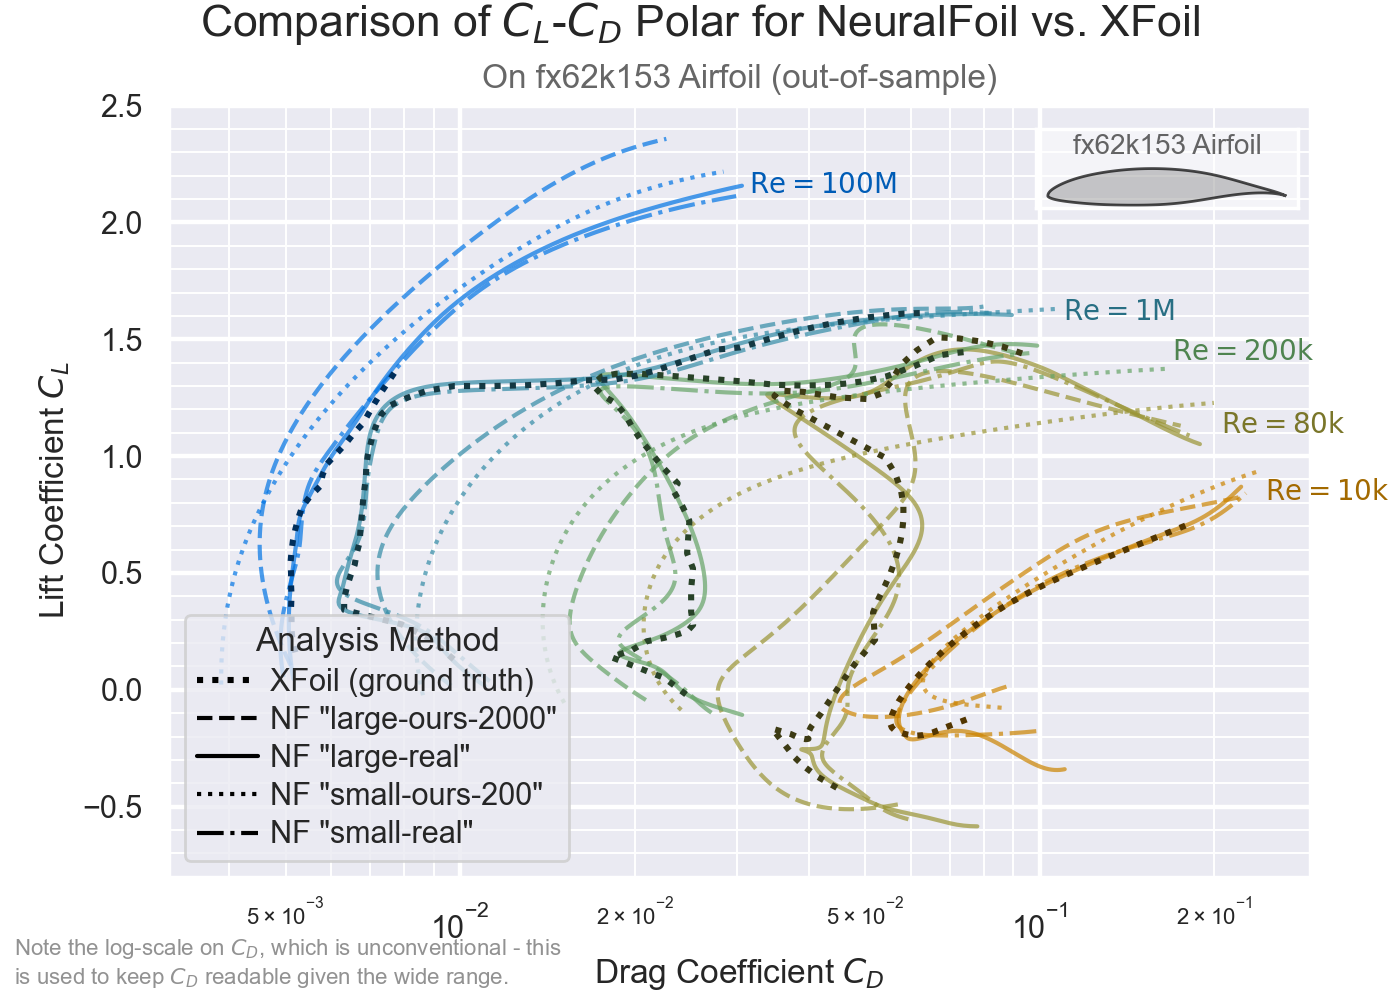 Comparison of C_L-C_D Polar for NeuralFoil vs. XFoil
On fx62k153 Airfoil (out-of-sample)
fx62k153 Airfoil
Re = 100M
Re = 1M
Re = 200k
Re = 80k
Re = 10k
Lift Coefficient C_L
2.5
2.0
1.5
1.0
0.5
0.0
−0.5
Analysis Method
XFoil (ground truth)
NF "large-ours-2000"
NF "large-real"
NF "small-ours-200"
NF "small-real"
5 × 10⁻³
10⁻²
2 × 10⁻²
5 × 10⁻²
10⁻¹
2 × 10⁻¹
Drag Coefficient C_D
Note the log-scale on C_D, which is unconventional - this
is used to keep C_D readable given the wide range.